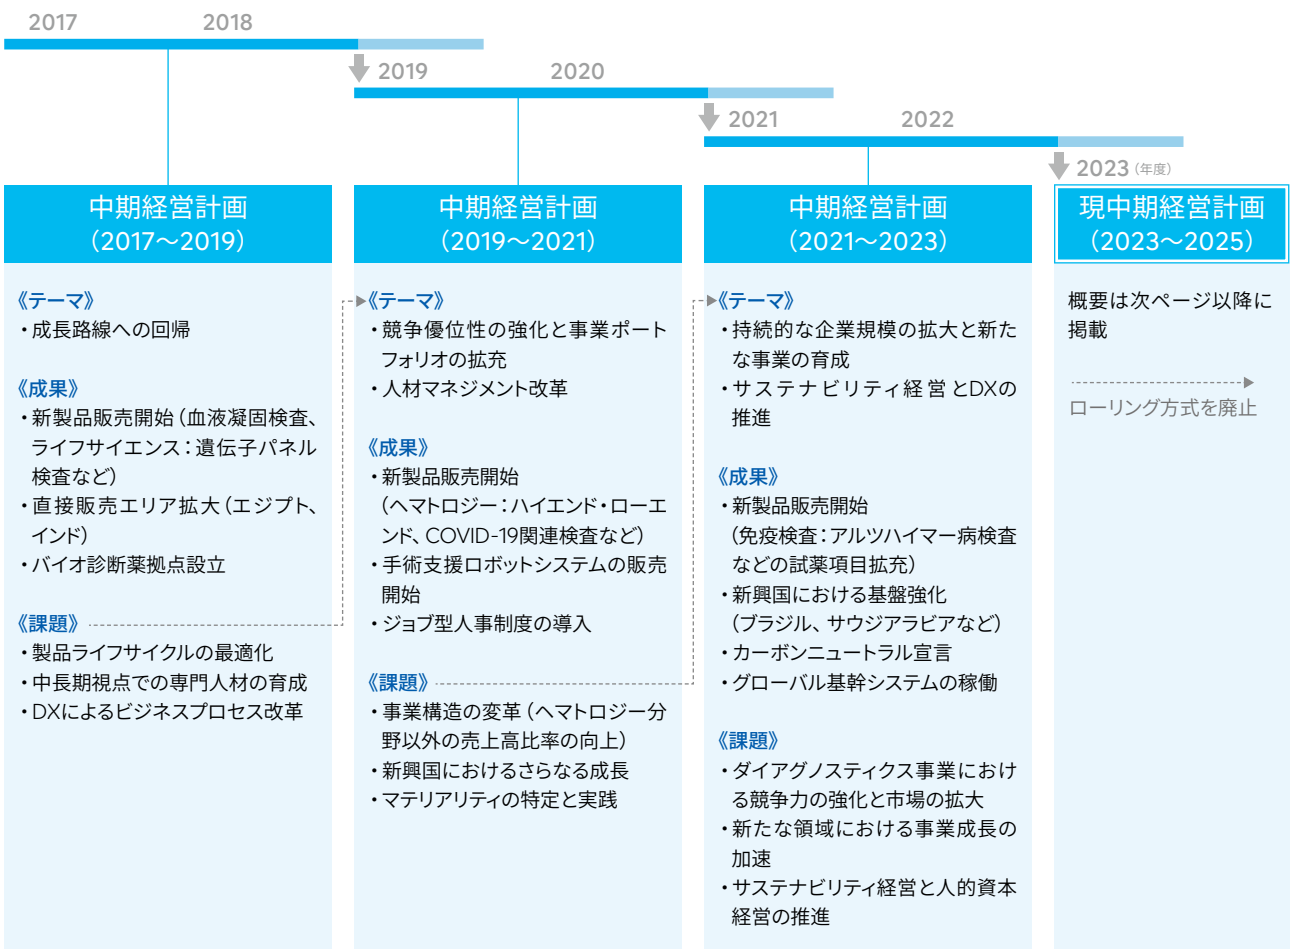 2017
2018
2019
2020
2021
2022
2023（年度）
中期経営計画
（2017〜2019）
《テーマ》
・成長路線への回帰
《成果》
・新製品販売開始（血液凝固検査、
ライフサイエンス：遺伝子パネル
検査など）
・直接販売エリア拡大（エジプト、
インド）
・バイオ診断薬拠点設立
《課題》
・製品ライフサイクルの最適化
・中長期視点での専門人材の育成
・DXによるビジネスプロセス改革
中期経営計画
（2019〜2021）
《テーマ》
・競争優位性の強化と事業ポート
フォリオの拡充
・人材マネジメント改革
《成果》
・新製品販売開始
（ヘマトロジー：ハイエンド・ローエ
ンド、COVID-19関連検査など）
・手術支援ロボットシステムの販売
開始
・ジョブ型人事制度の導入
《課題》
・事業構造の変革（ヘマトロジー分
野以外の売上高比率の向上）
・新興国におけるさらなる成長
・マテリアリティの特定と実践
中期経営計画
（2021〜2023）
《テーマ》
・持続的な企業規模の拡大と新た
な事業の育成
・サステナビリティ経営とDXの
推進
《成果》
・新製品販売開始
（免疫検査：アルツハイマー病検査
などの試薬項目拡充）
・新興国における基盤強化
（ブラジル、サウジアラビアなど）
・カーボンニュートラル宣言
・グローバル基幹システムの稼働
《課題》
・ダイアグノスティクス事業におけ
る競争力の強化と市場の拡大
・新たな領域における事業成長の
加速
・サステナビリティ経営と人的資本
経営の推進
現中期経営計画
（2023〜2025）
概要は次ページ以降に
掲載
ローリング方式を廃止